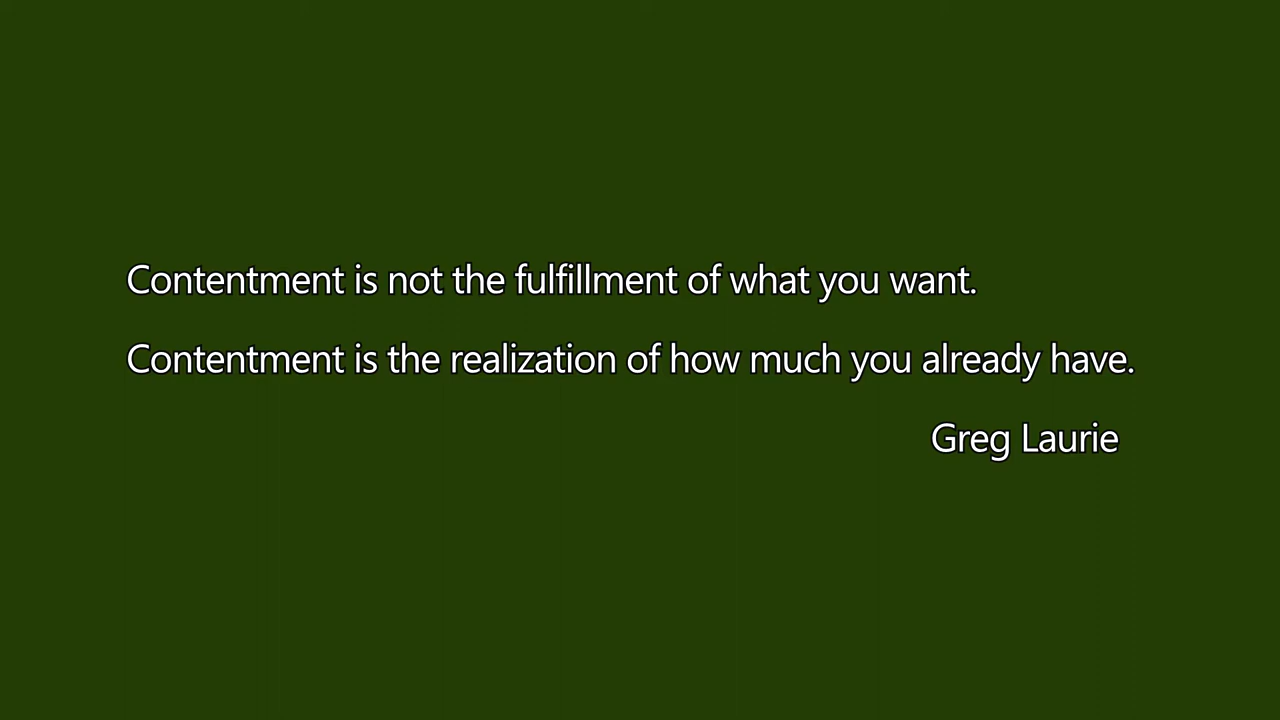 Contentment is not the fulfillment of what you want.
Contentment is the realization of how much you already have.
Greg Laurie